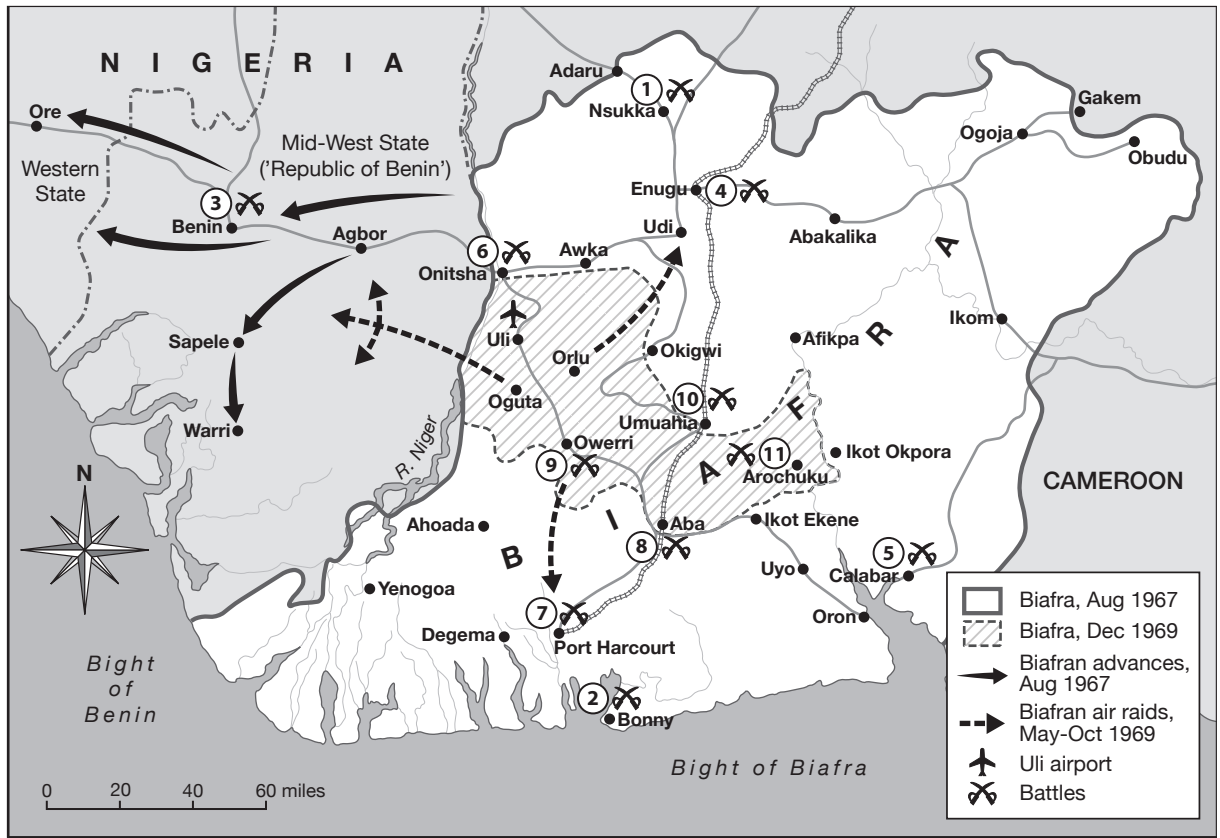 N I G E R I A
Adaru
1
Nsukka
Gakem
Ore
Ogoja
Obudu
Mid-West State
('Republic of Benin')
Western
State
Enugu
4
3
Benin
Abakalika
Udi
Agbor
6
Awka
Onitsha
B I A F R A
Ikom
Uli
Sapele
Afikpa
Okigwi
Orlu
Oguta
10
Umuahia
Warri
R. Niger
Owerri
9
11
Arochuku
Ikot Okpora
CAMEROON
N
Ahoada
Aba
8
Ikot Ekene
5
Calabar
Uyo
Yenogoa
7
Oron
Degema
Port Harcourt
2
Bonny
Bight
of
Benin
Bight of Biafra
0 20 40 60 miles
Biafra, Aug 1967
Biafra, Dec 1969
Biafran advances,
Aug 1967
Biafran air raids,
May-Oct 1969
Uli airport
Battles